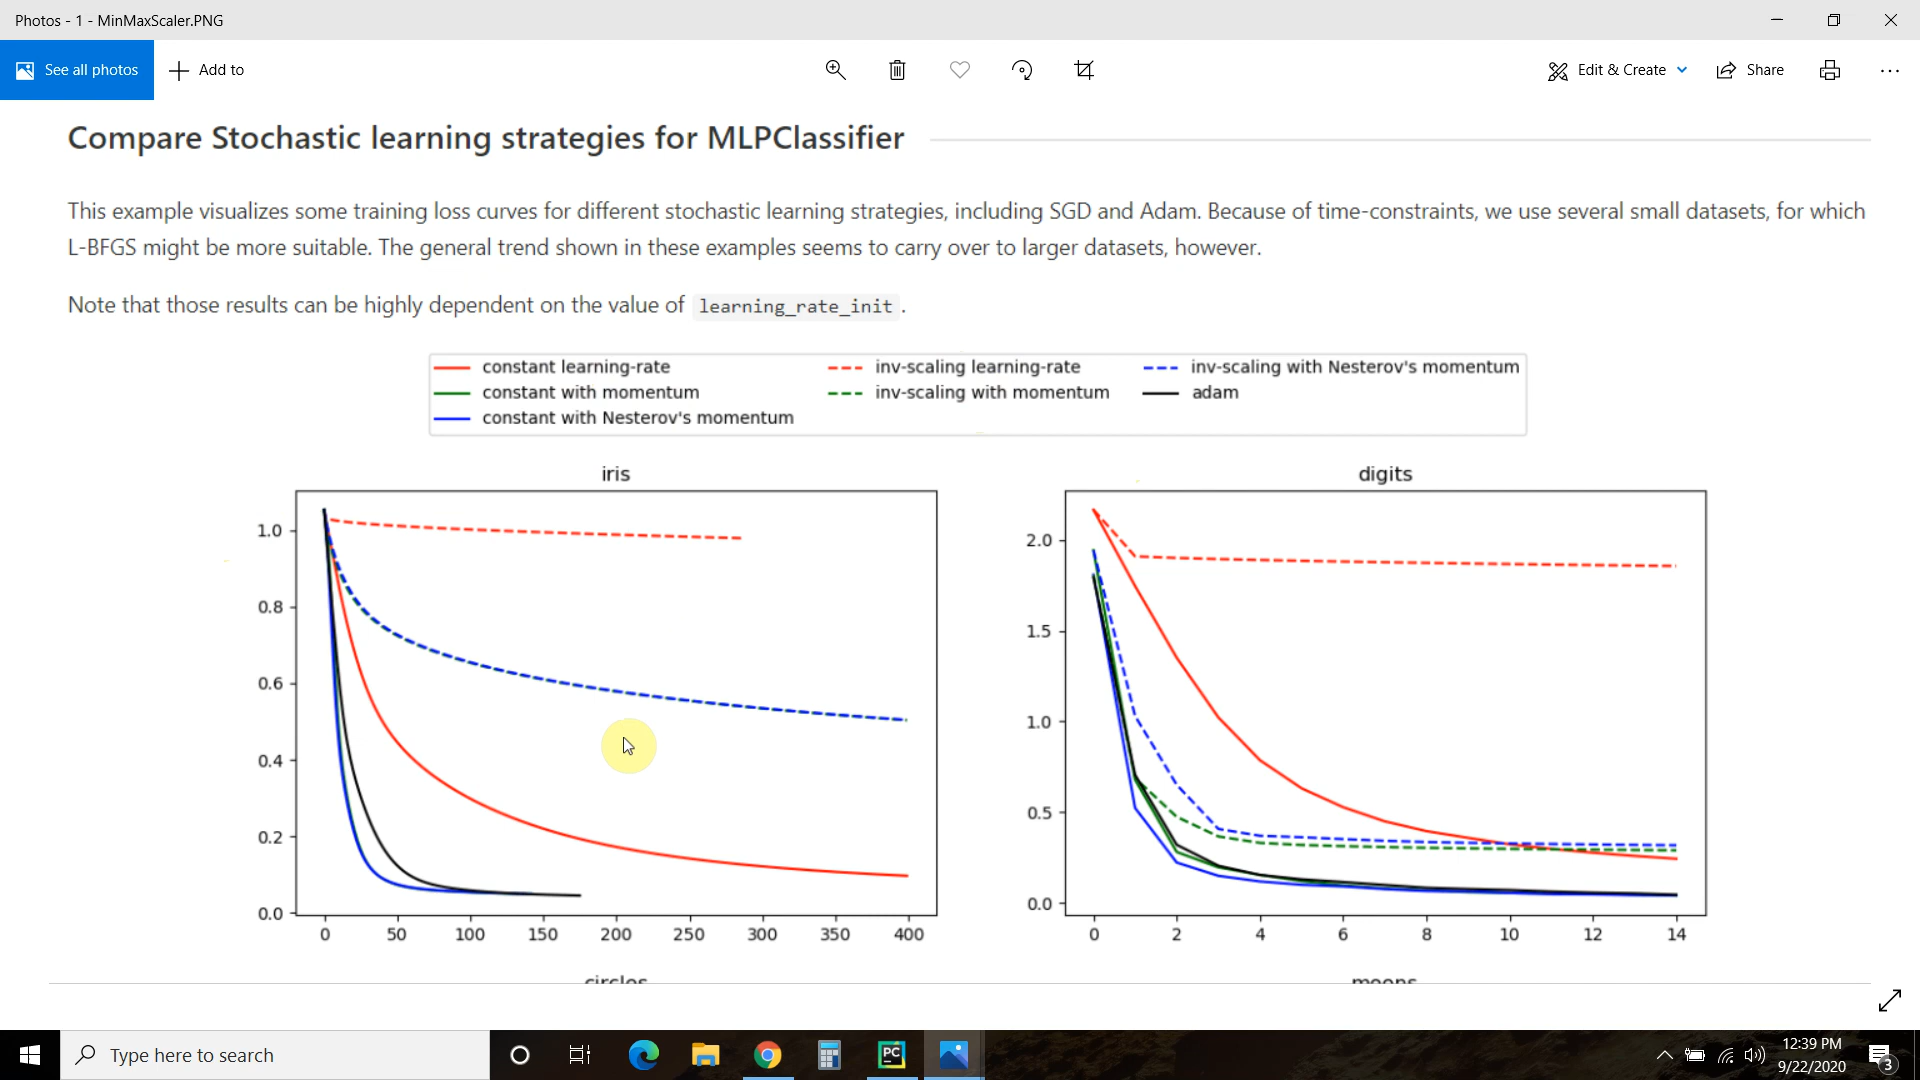 Photos - 1 - MinMaxScaler.PNG
See all photos
Add to
Edit & Create
Share
Compare Stochastic learning strategies for MLPClassifier
This example visualizes some training loss curves for different stochastic learning strategies, including SGD and Adam. Because of time-constraints, we use several small datasets, for which
L-BFGS might be more suitable. The general trend shown in these examples seems to carry over to larger datasets, however.
Note that those results can be highly dependent on the value of learning_rate_init .
constant learning-rate
constant with momentum
constant with Nesterov's momentum
inv-scaling learning-rate
inv-scaling with momentum
inv-scaling with Nesterov's momentum
adam
iris
1.0
0.8
0.6
0.4
0.2
0.0
0 50 100 150 200 250 300 350 400
digits
2.0
1.5
1.0
0.5
0.0
0 2 4 6 8 10 12 14
circles
moons
Type here to search
PC
12:39 PM
9/22/2020
3